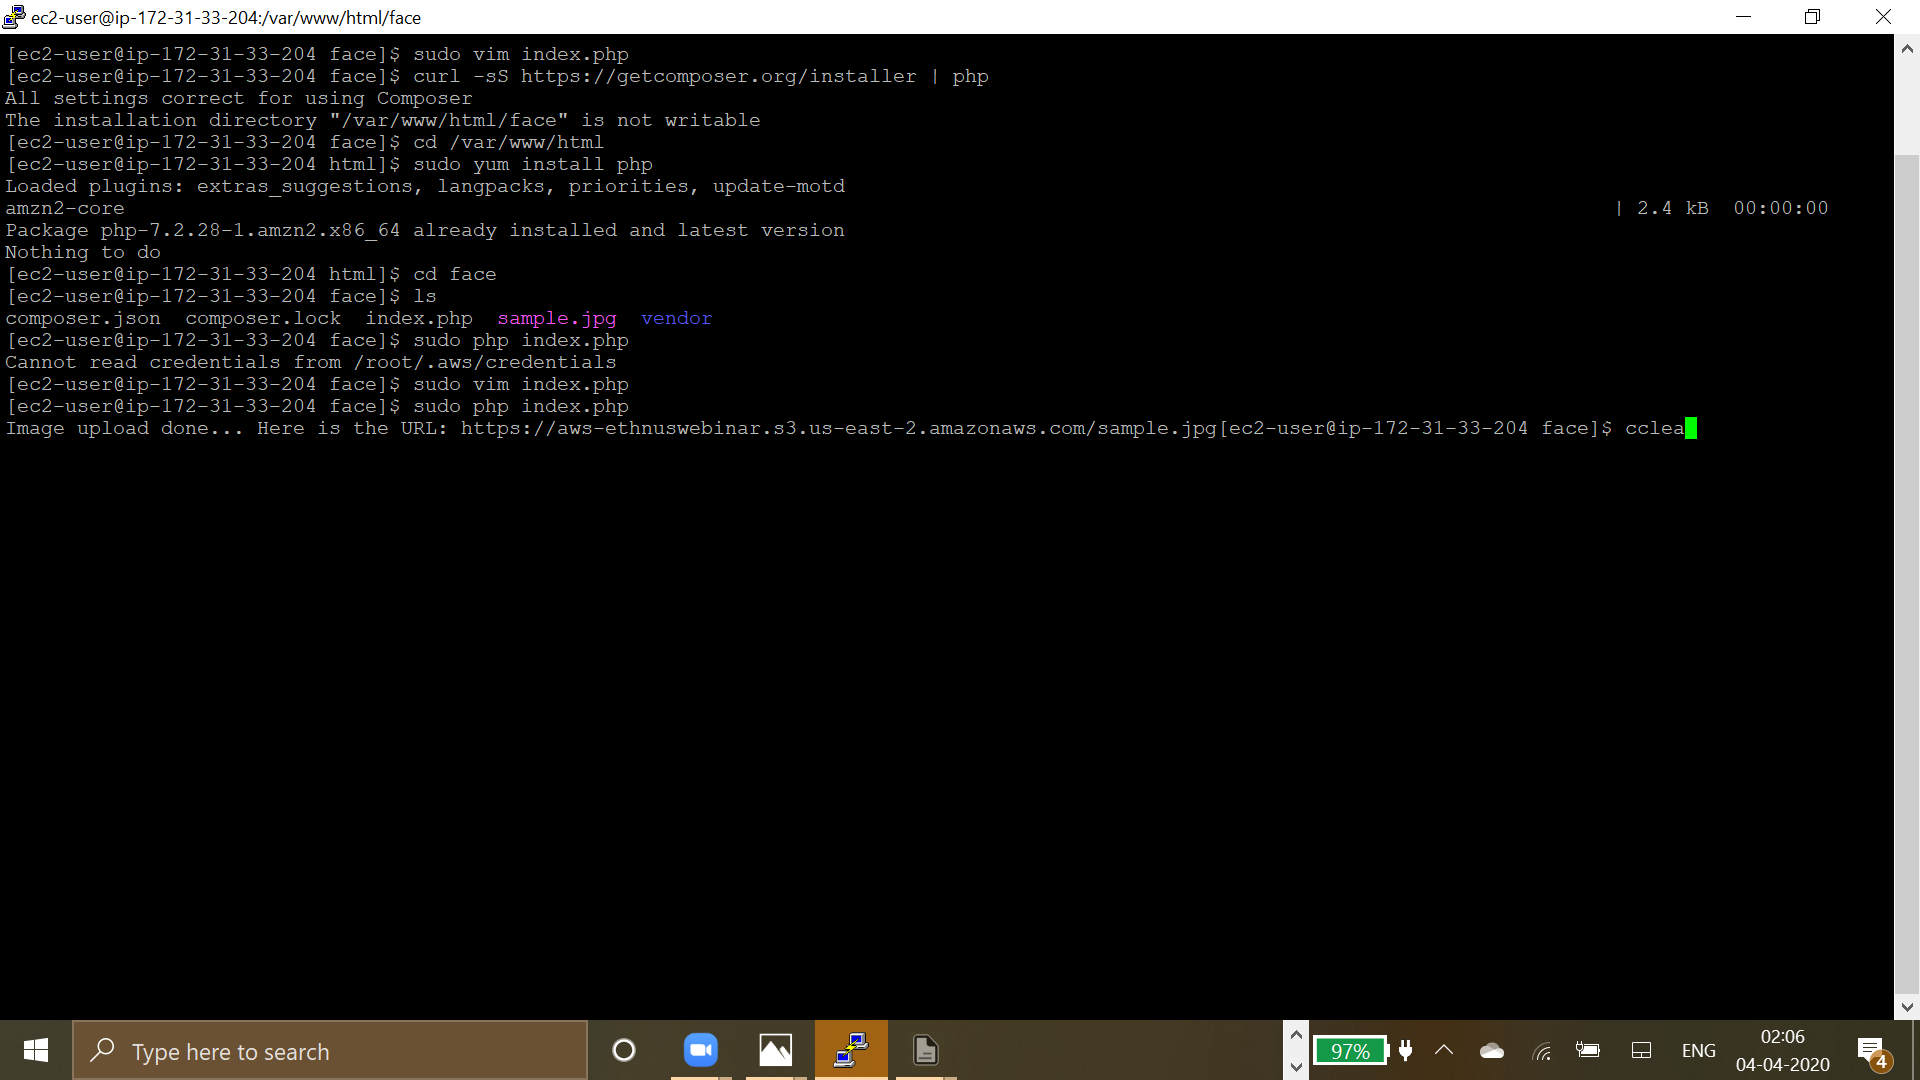 ec2-user@ip-172-31-33-204:/var/www/html/face
[ec2-user@ip-172-31-33-204 face]$ sudo vim index.php
[ec2-user@ip-172-31-33-204 face]$ curl -sS https://getcomposer.org/installer | php
All settings correct for using Composer
The installation directory "/var/www/html/face" is not writable
[ec2-user@ip-172-31-33-204 face]$ cd /var/www/html
[ec2-user@ip-172-31-33-204 html]$ sudo yum install php
Loaded plugins: extras_suggestions, langpacks, priorities, update-motd
amzn2-core | 2.4 kB 00:00:00
Package php-7.2.28-1.amzn2.x86_64 already installed and latest version
Nothing to do
[ec2-user@ip-172-31-33-204 html]$ cd face
[ec2-user@ip-172-31-33-204 face]$ ls
composer.json composer.lock index.php sample.jpg vendor
[ec2-user@ip-172-31-33-204 face]$ sudo php index.php
Cannot read credentials from /root/.aws/credentials
[ec2-user@ip-172-31-33-204 face]$ sudo vim index.php
[ec2-user@ip-172-31-33-204 face]$ sudo php index.php
Image upload done... Here is the URL: https://aws-ethnuswebinar.s3.us-east-2.amazonaws.com/sample.jpg[ec2-user@ip-172-31-33-204 face]$ cclea
Type here to search
97%
ENG
02:06
04-04-2020
4